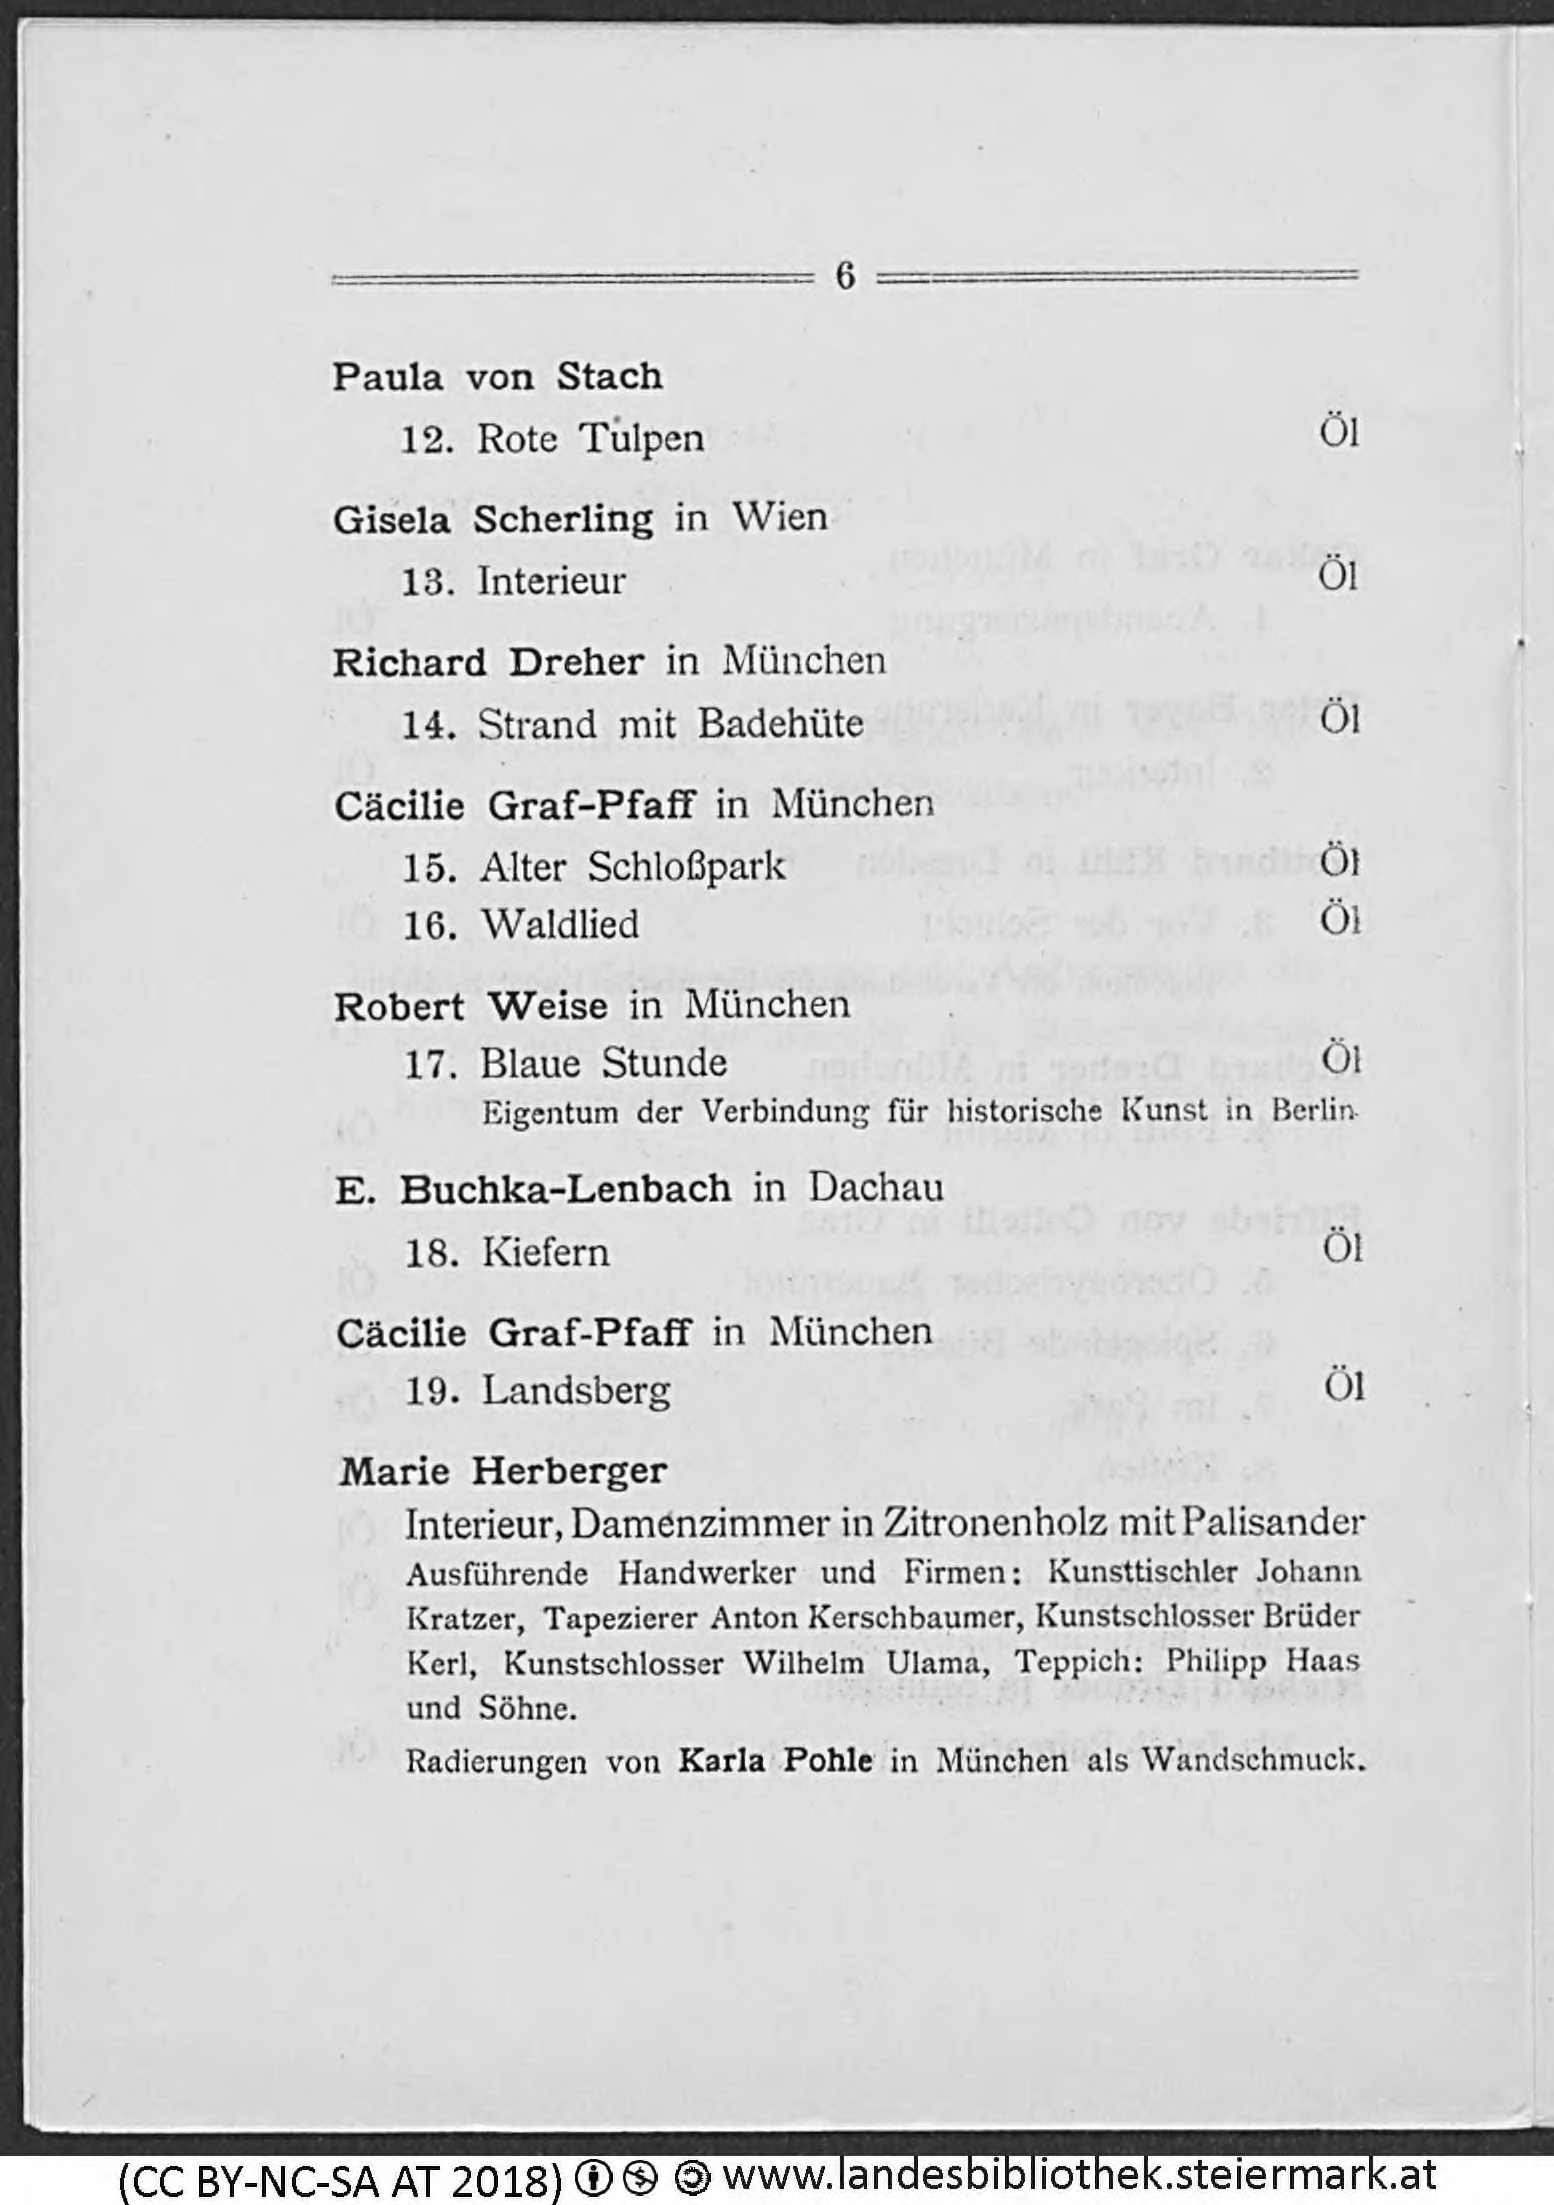 6
Paula von Stach
12. Rote Tulpen Öl
Gisela Scherling in Wien
13. Interieur Öl
Richard Dreher in München
14. Strand mit Badehüte Öl
Cäcilie Graf-Pfaff in München
15. Alter Schloßpark Öl
16. Waldlied Öl
Robert Weise in München
17. Blaue Stunde Öl
Eigentum der Verbindung für historische Kunst in Berlin.
E. Buchka-Lenbach in Dachau
18. Kiefern Öl
Cäcilie Graf-Pfaff in München
19. Landsberg Öl
Marie Herberger
Interieur, Damenzimmer in Zitronenholz mit Palisander
Ausführende Handwerker und Firmen: Kunsttischler Johann
Kratzer, Tapezierer Anton Kerschbaumer, Kunstschlosser Brüder
Kerl, Kunstschlosser Wilhelm Ulama, Teppich: Philipp Haas
und Söhne.
Radierungen von Karla Pohle in München als Wandschmuck.
(CC BY-NC-SA AT 2018) www.landesbibliothek.steiermark.at